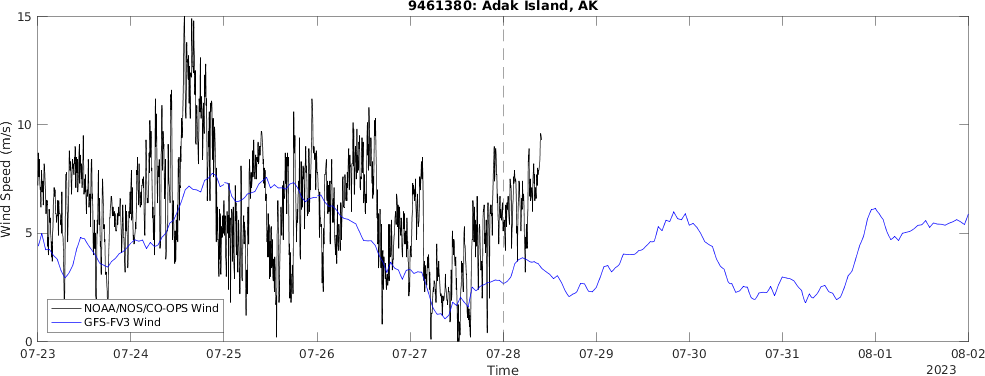 9461380: Adak Island, AK
Wind Speed (m/s)
15
10
5
0
NOAA/NOS/CO-OPS Wind
GFS-FV3 Wind
07-23 07-24 07-25 07-26 07-27 07-28 07-29 07-30 07-31 08-01 08-02
Time
2023